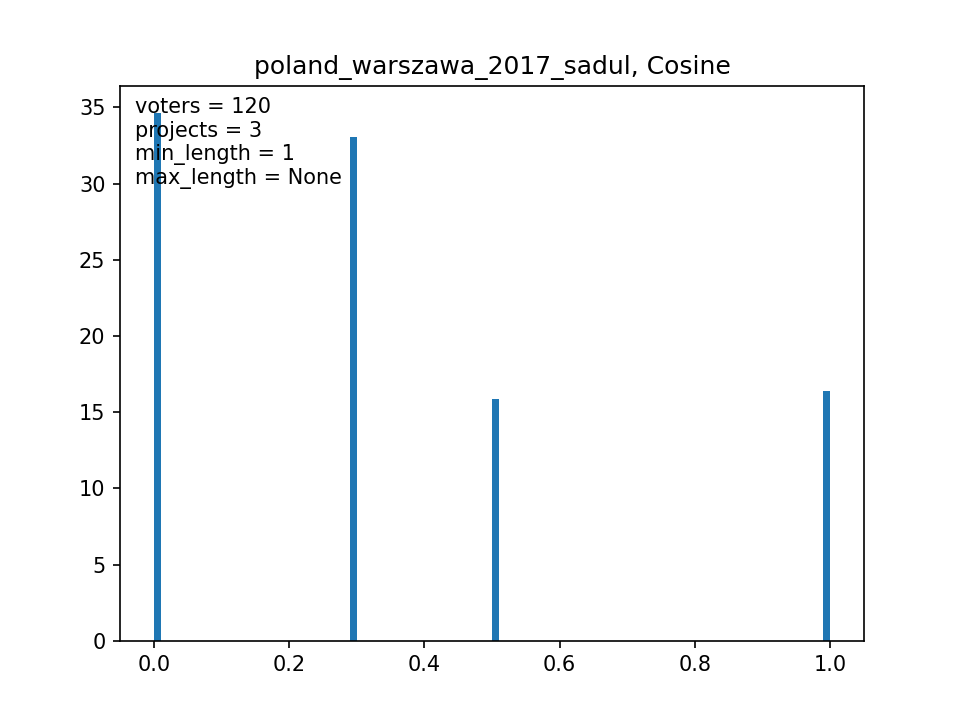 poland_warszawa_2017_sadul, Cosine
voters = 120
projects = 3
min_length = 1
max_length = None
35
30
25
20
15
10
5
0
0.0 0.2 0.4 0.6 0.8 1.0